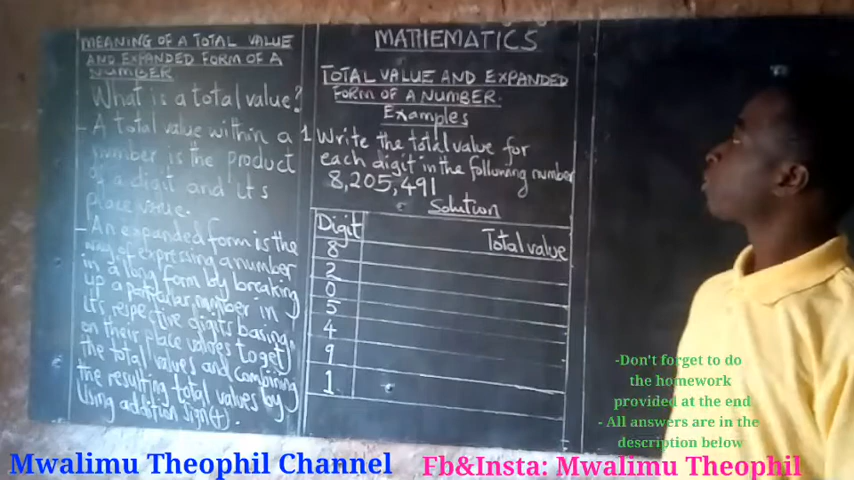 MEANING OF A TOTAL VALUE
AND EXPANDED FORM OF A
NUMBER
What is a total value?
- A total value within a
number is the product
of a digit and it's
place value.
- An expanded form is the
way of expressing a number
in a long form by breaking
up a particular number in
it's respective digits basing
on their place values to get
the total values and combining
the resulting total values by
using addition sign(+).
MATHEMATICS
TOTAL VALUE AND EXPANDED
FORM OF A NUMBER.
Examples
1 Write the total value for
each digit in the following number
8,205,491
Solution
Digit Total value
8
2
0
5
4
9
1
-Don't forget to do
the homework
provided at the end
- All answers are in the
description below
Mwalimu Theophil Channel
Fb&Insta: Mwalimu Theophil